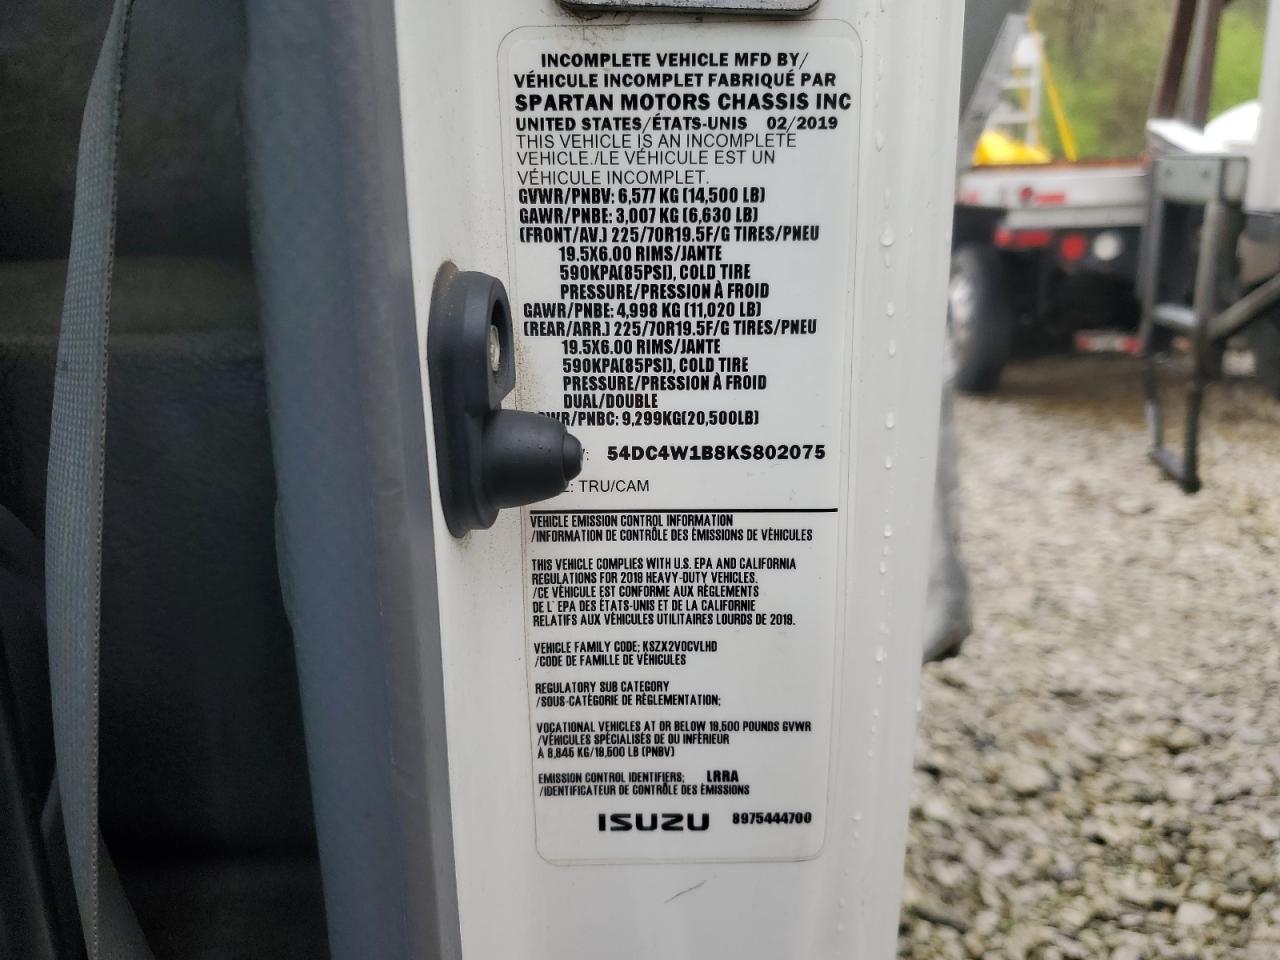 INCOMPLETE VEHICLE MFD BY/
VÉHICULE INCOMPLET FABRIQUÉ PAR
SPARTAN MOTORS CHASSIS INC
UNITED STATES/ÉTATS-UNIS 02/2019
THIS VEHICLE IS AN INCOMPLETE
VEHICLE./LE VÉHICULE EST UN
VÉHICULE INCOMPLET.
GVWR/PNBV: 6,577 KG (14,500 LB)
GAWR/PNBE: 3,007 KG (6,630 LB)
(FRONT/AV.) 225/70R19.5F/G TIRES/PNEU
19.5X6.00 RIMS/JANTE
590KPA(85PSI), COLD TIRE
PRESSURE/PRESSION À FROID
GAWR/PNBE: 4,998 KG (11,020 LB)
(REAR/ARR.) 225/70R19.5F/G TIRES/PNEU
19.5X6.00 RIMS/JANTE
590KPA(85PSI), COLD TIRE
PRESSURE/PRESSION À FROID
DUAL/DOUBLE
/PNBC: 9,299KG(20,500LB)
54DC4W1B8KS802075
: TRU/CAM
VEHICLE EMISSION CONTROL INFORMATION
/INFORMATION DE CONTRÔLE DES ÉMISSIONS DE VÉHICULES
THIS VEHICLE COMPLIES WITH U.S. EPA AND CALIFORNIA
REGULATIONS FOR 2019 HEAVY-DUTY VEHICLES.
/CE VÉHICULE EST CONFORME AUX RÈGLEMENTS
DE L' EPA DES ÉTATS-UNIS ET DE LA CALIFORNIE
RELATIFS AUX VÉHICULES UTILITAIRES LOURDS DE 2019.
VEHICLE FAMILY CODE; KSZX2VOCVLHD
/CODE DE FAMILLE DE VÉHICULES
REGULATORY SUB CATEGORY
/SOUS-CATÉGORIE DE RÉGLEMENTATION;
VOCATIONAL VEHICLES AT OR BELOW 19,500 POUNDS GVWR
/VÉHICULES SPÉCIALISÉS DE OU INFÉRIEUR
À 8,845 KG/19,500 LB (PNBV)
EMISSION CONTROL IDENTIFIERS; LRRA
/IDENTIFICATEUR DE CONTRÔLE DES ÉMISSIONS
ISUZU 8975444700